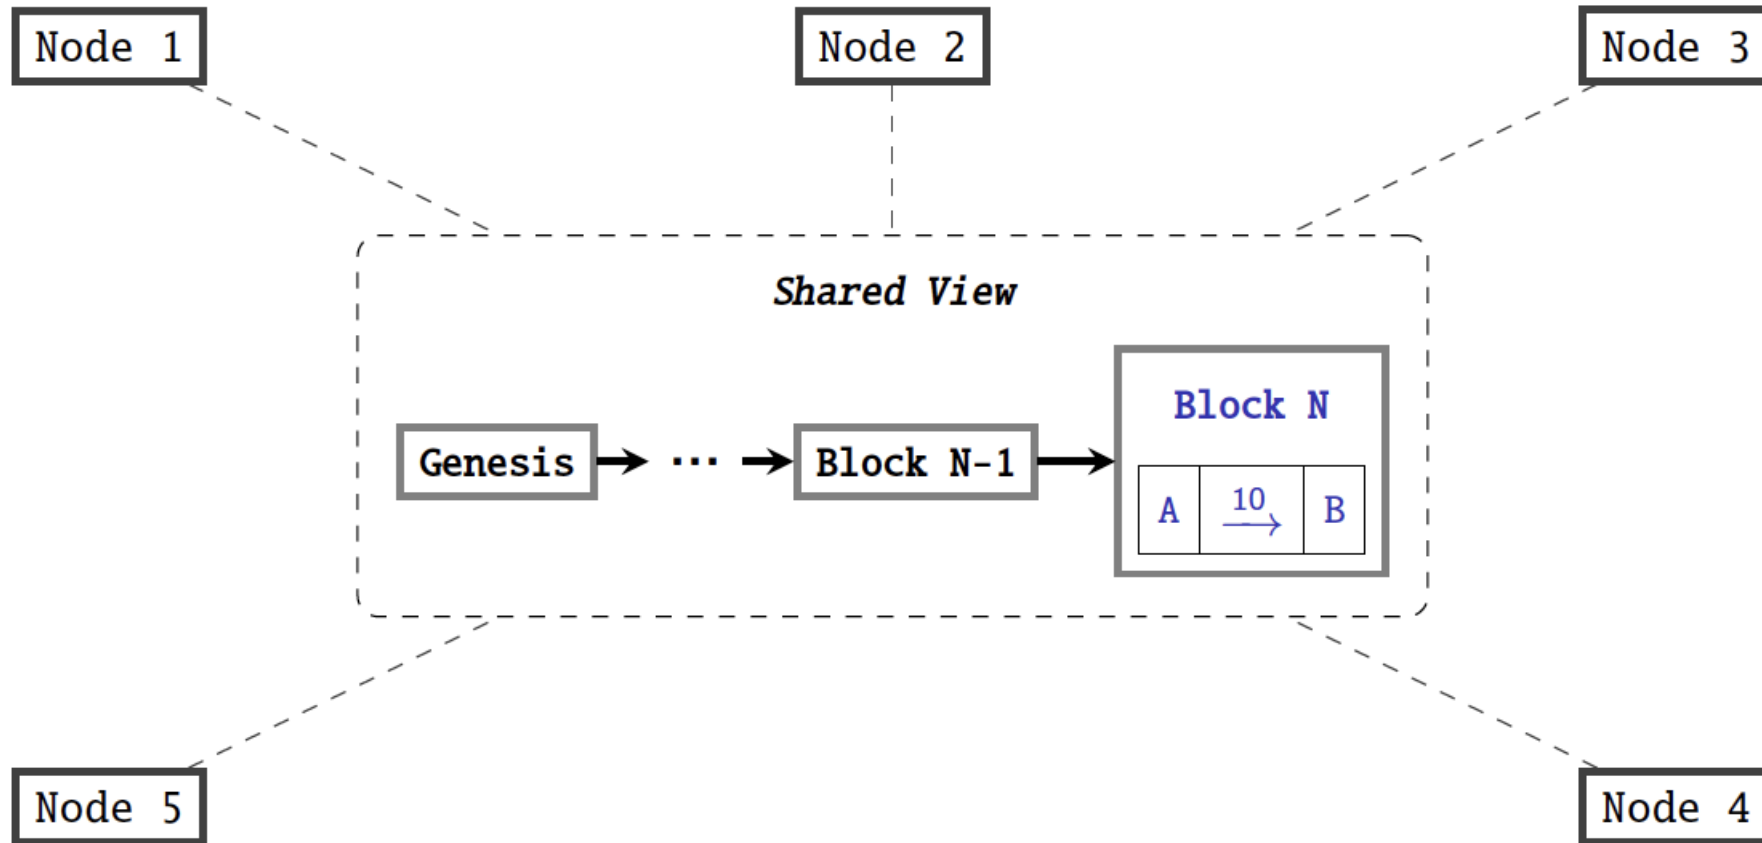 Node 1
Node 2
Node 3
Shared View
Genesis
...
Block N-1
Block N
A
10
→
B
Node 5
Node 4